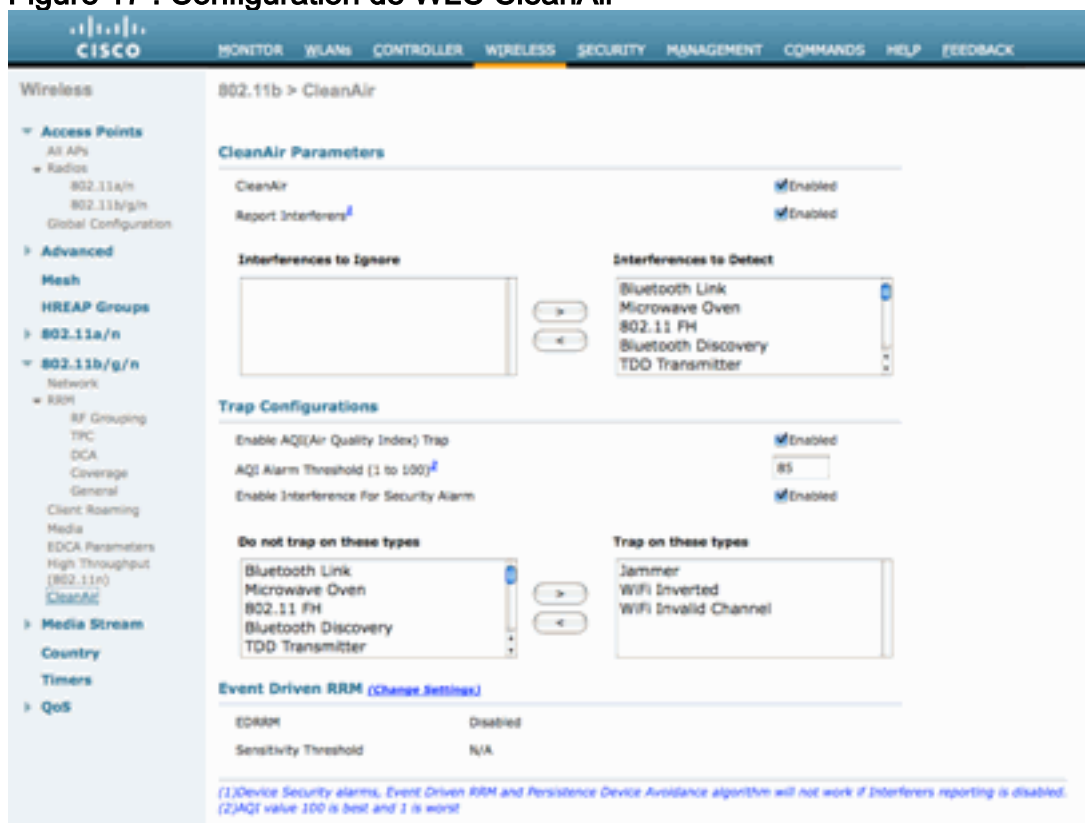 Figure 17 : Configuration de WLC CleanAir
CISCO
MONITOR WLANs CONTROLLER WIRELESS SECURITY MANAGEMENT COMMANDS HELP FEEDBACK
Wireless
Access Points
All APs
Radios
802.11a/n
802.11b/g/n
Global Configuration
Advanced
Mesh
HREAP Groups
802.11a/n
802.11b/g/n
Network
RRM
RF Grouping
TPC
DCA
Coverage
General
Client Roaming
Media
EDCA Parameters
High Throughput
(802.11n)
CleanAir
Media Stream
Country
Timers
QoS
802.11b > CleanAir
CleanAir Parameters
CleanAir Enabled
Report Interferers1 Enabled
Interferences to Ignore Interferences to Detect
Bluetooth Link
Microwave Oven
802.11 FH
Bluetooth Discovery
TDD Transmitter
>
<
Trap Configurations
Enable AQI(Air Quality Index) Trap Enabled
AQI Alarm Threshold (1 to 100)2 85
Enable Interference For Security Alarm Enabled
Do not trap on these types Trap on these types
Bluetooth Link
Microwave Oven
802.11 FH
Bluetooth Discovery
TDD Transmitter
>
<
Jammer
WiFi Inverted
WiFi Invalid Channel
Event Driven RRM (Change Settings)
EDRRM Disabled
Sensitivity Threshold N/A
(1)Device Security alarms, Event Driven RRM and Persistence Device Avoidance algorithm will not work if Interferers reporting is disabled.
(2)AQI value 100 is best and 1 is worst